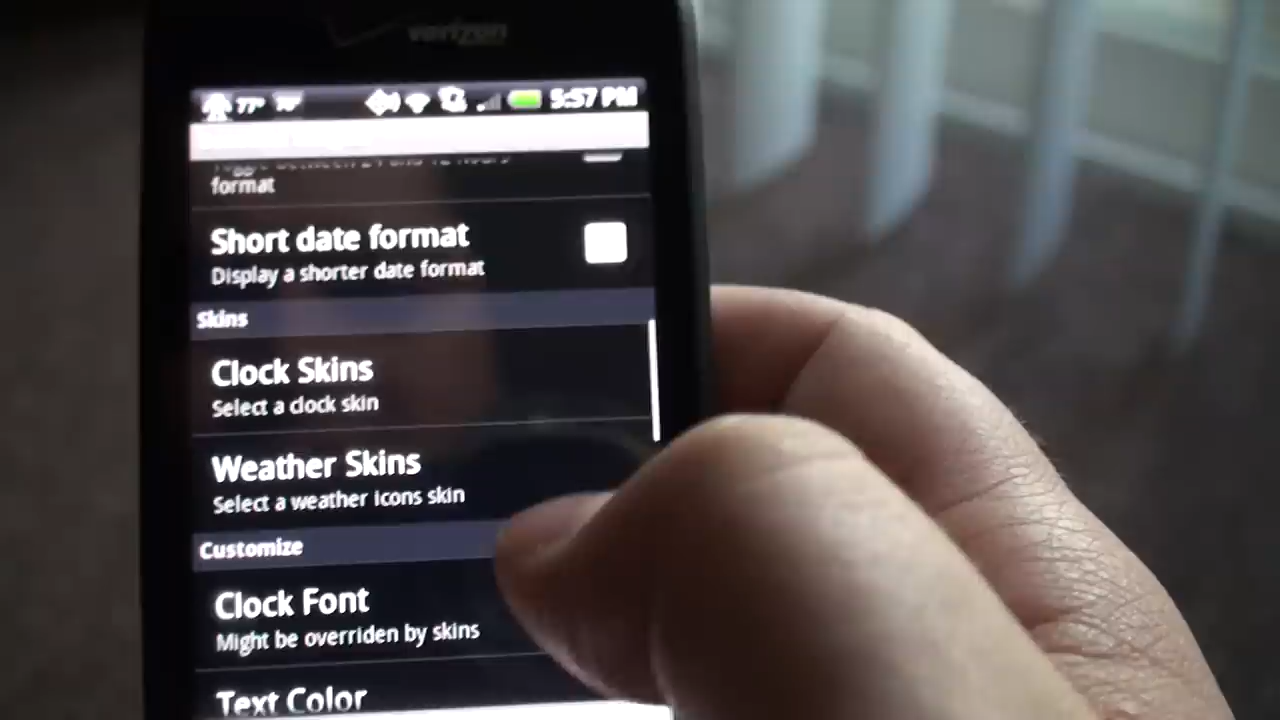 verizon
77° 76° 5:57 PM
format
Short date format
Display a shorter date format
Skins
Clock Skins
Select a clock skin
Weather Skins
Select a weather icons skin
Customize
Clock Font
Might be overriden by skins
Text Color